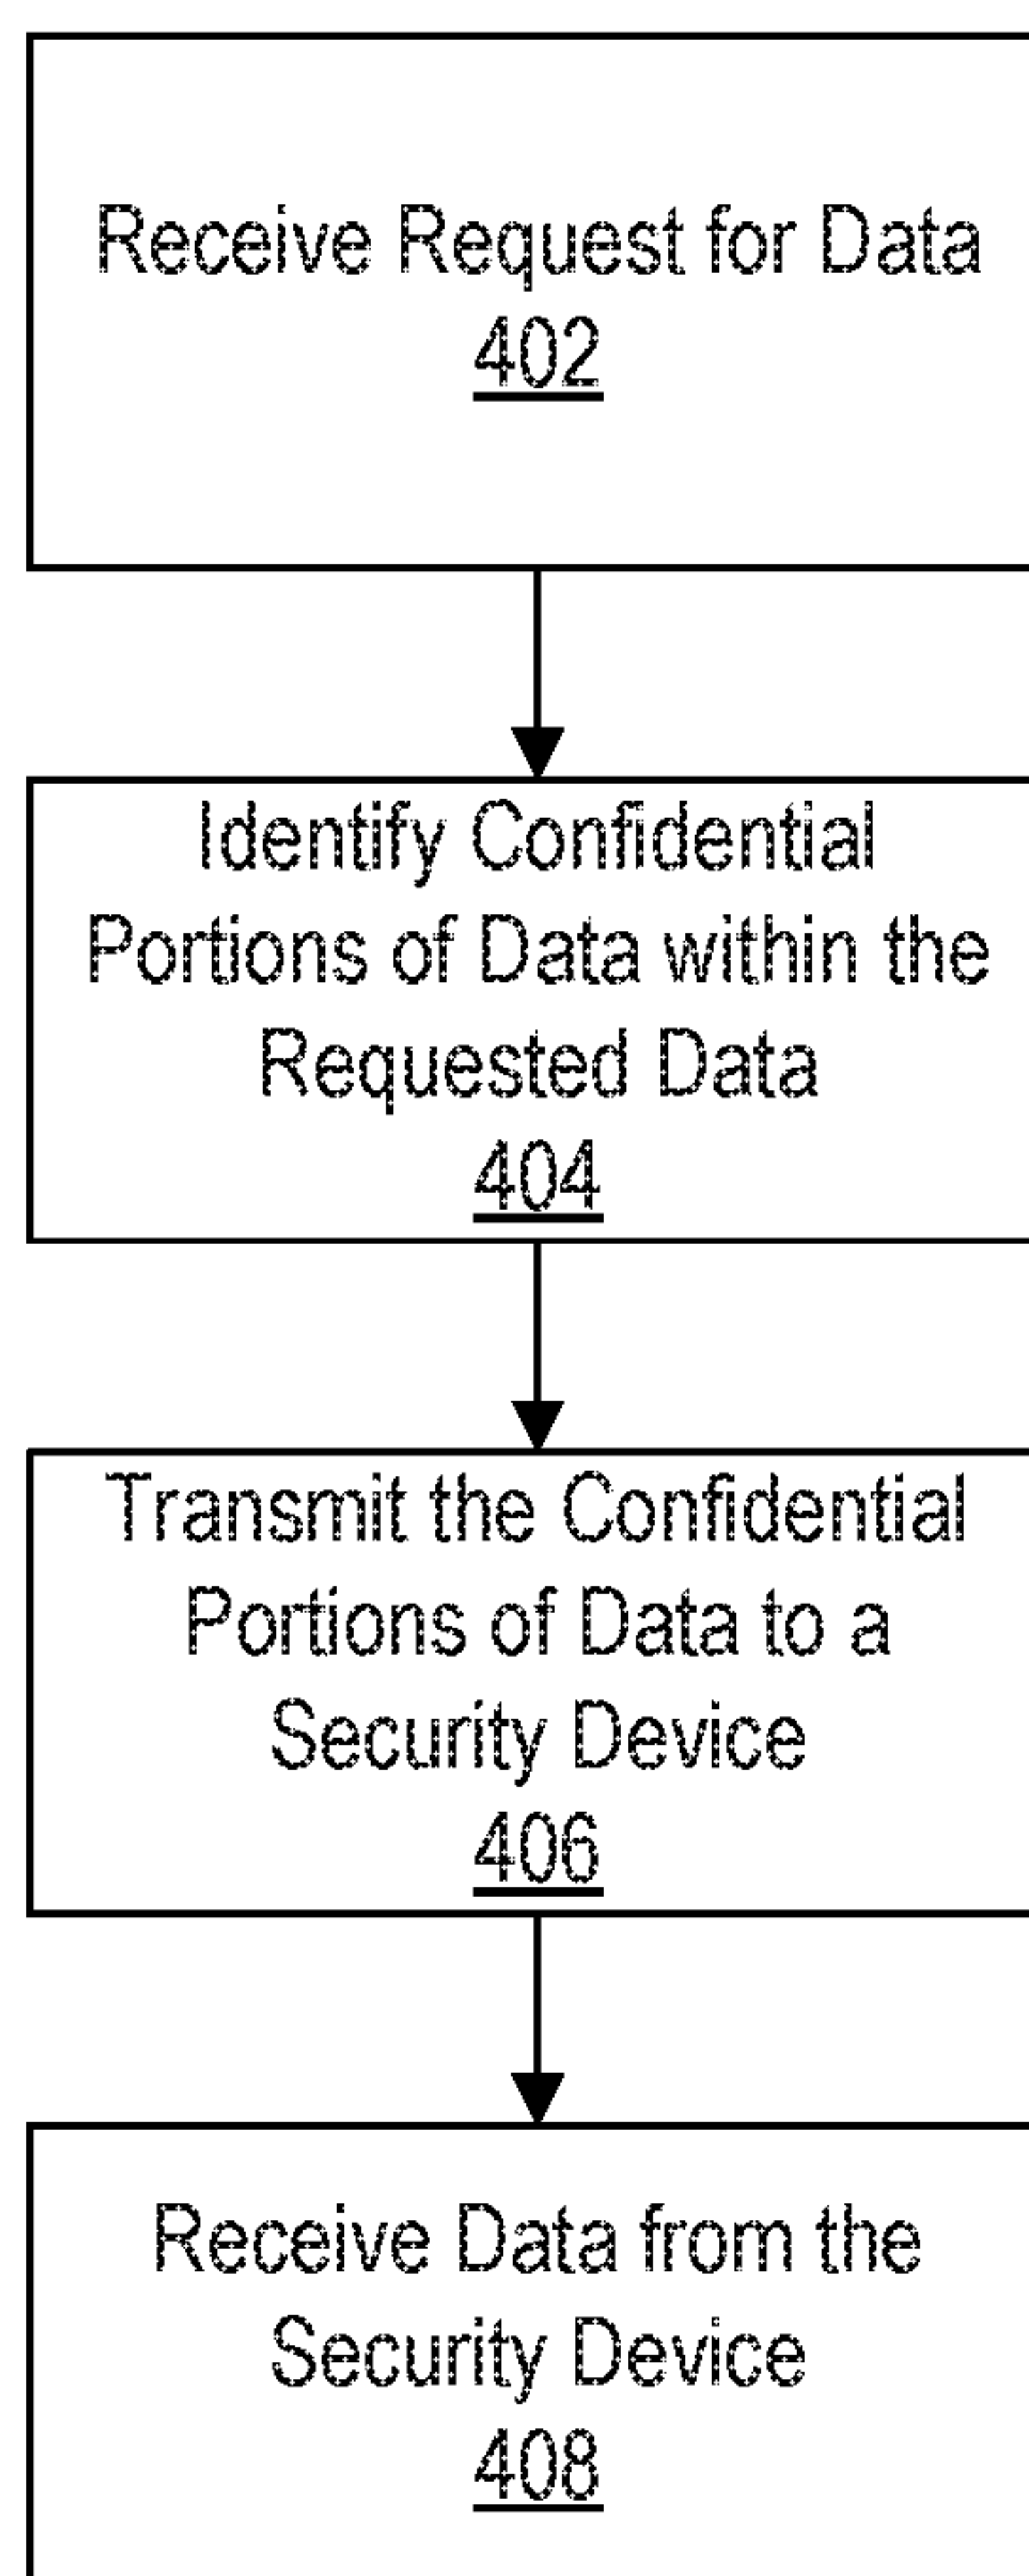 Receive Request for Data
402
Identify Confidential
Portions of Data within the
Requested Data
404
Transmit the Confidential
Portions of Data to a
Security Device
406
Receive Data from the
Security Device
408